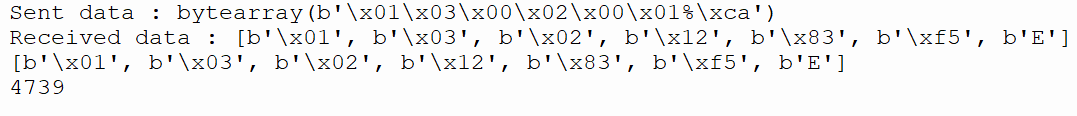 Sent data : bytearray(b'\x01\x03\x00\x02\x00\x01%\xca')
Received data : [b'\x01', b'\x03', b'\x02', b'\x12', b'\x83', b'\xf5', b'E']
[b'\x01', b'\x03', b'\x02', b'\x12', b'\x83', b'\xf5', b'E']
4739